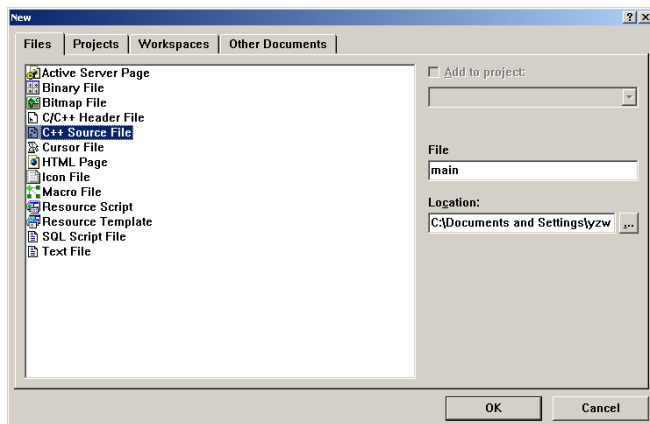 New
Files Projects Workspaces Other Documents
Active Server Page
Binary File
Bitmap File
C/C++ Header File
C++ Source File
Cursor File
HTML Page
Icon File
Macro File
Resource Script
Resource Template
SQL Script File
Text File
Add to project:
File
main
Location:
C:\Documents and Settings\yzw
...
OK Cancel